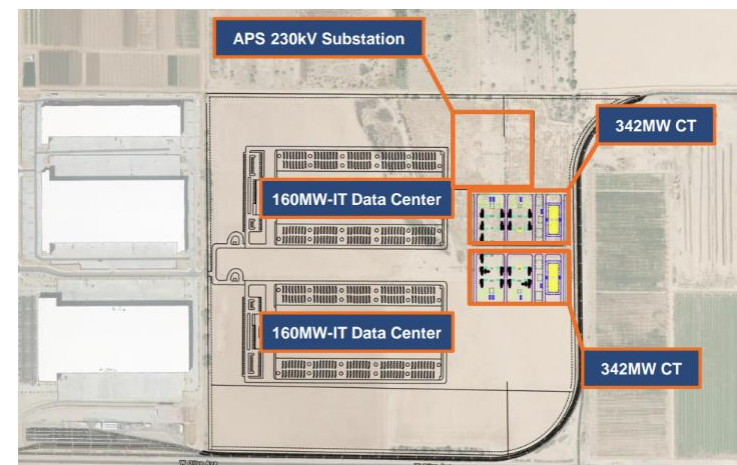 APS 230kV Substation
342MW CT
160MW-IT Data Center
160MW-IT Data Center
342MW CT